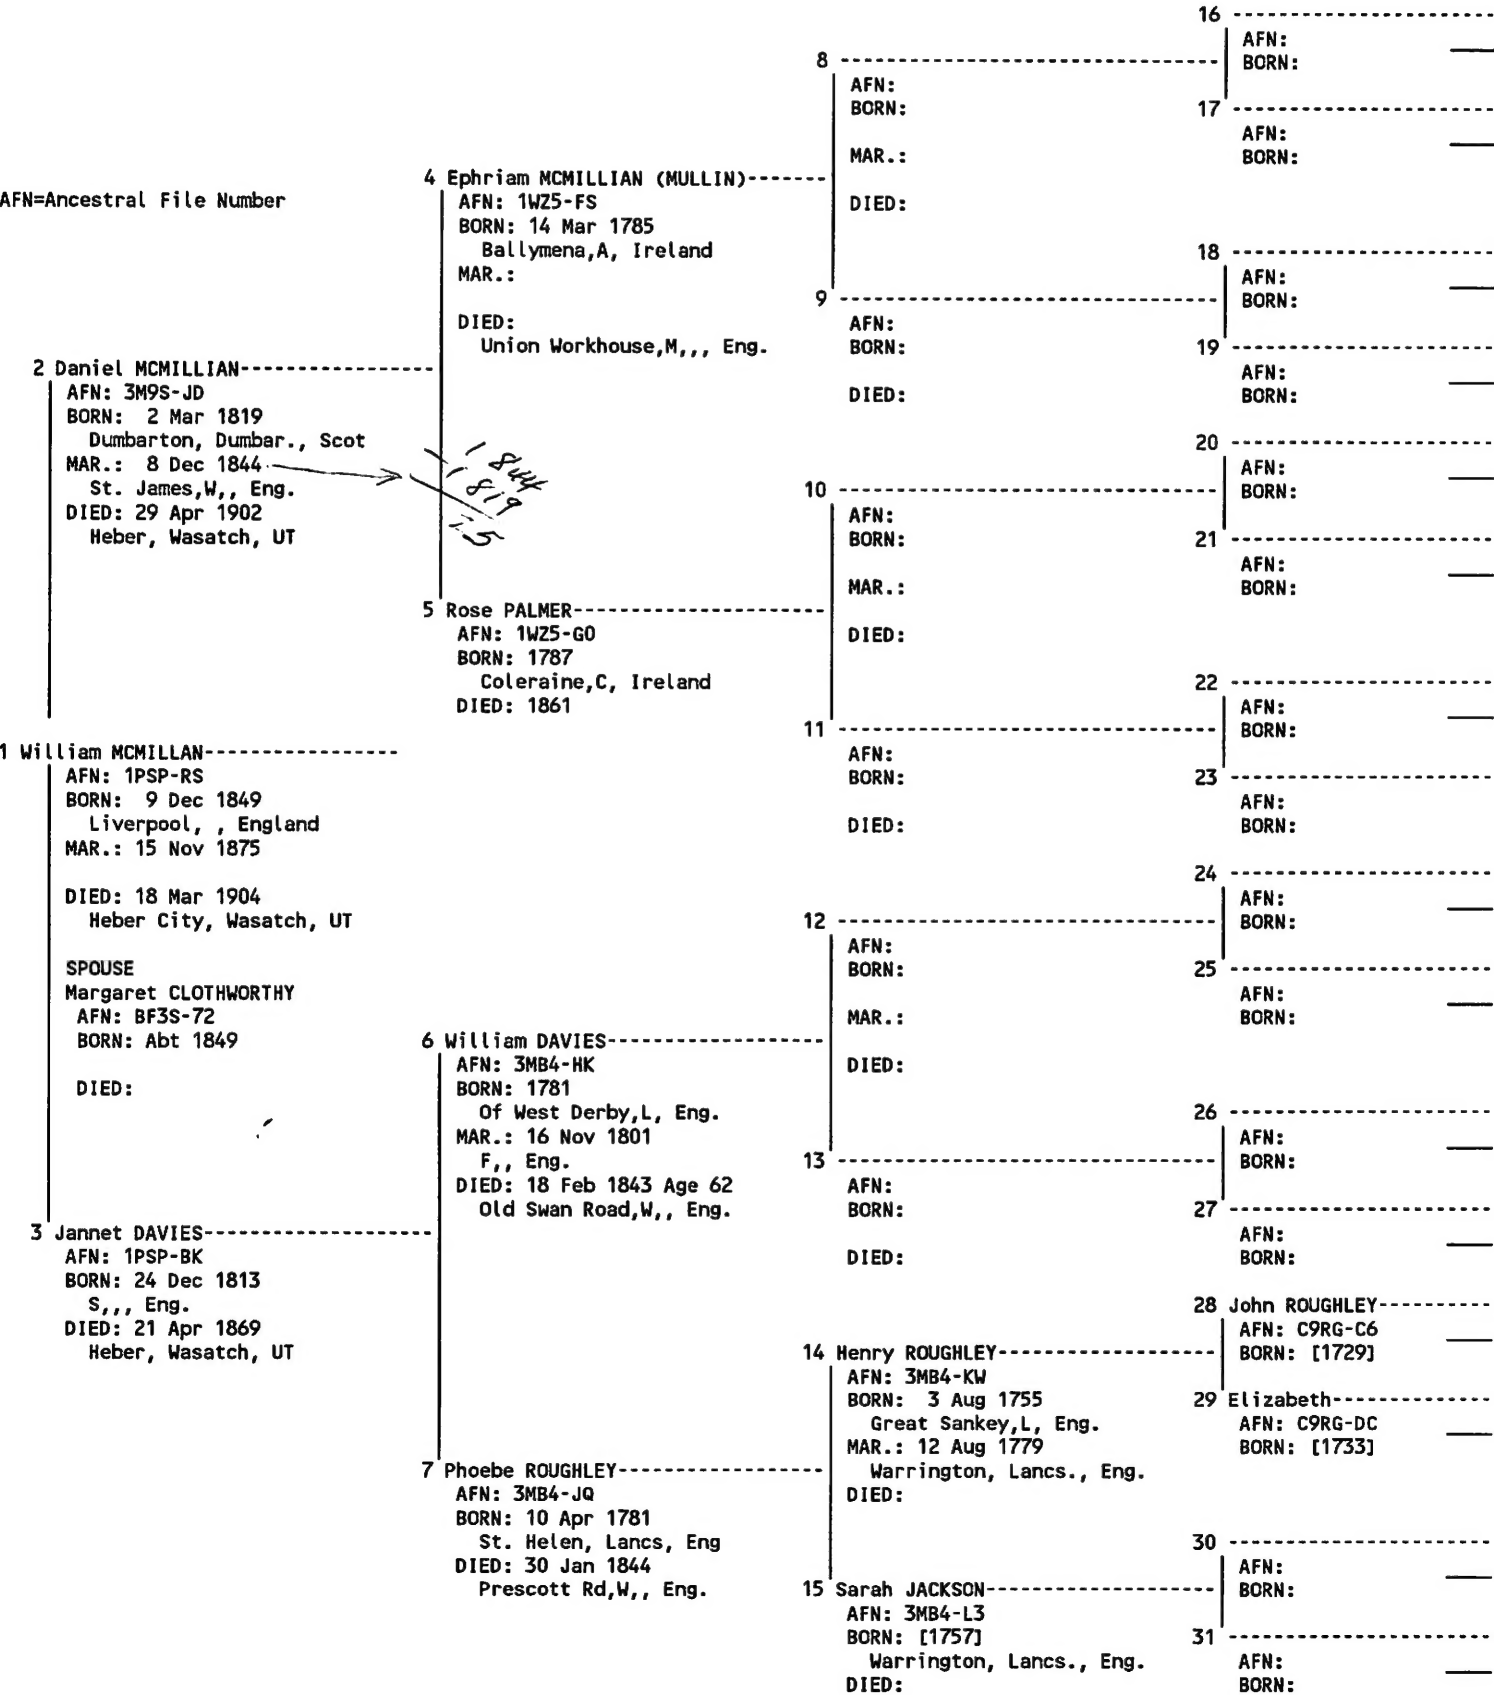 AFN=Ancestral File Number
1 William MCMILLAN
AFN: 1PSP-RS
BORN: 9 Dec 1849
Liverpool, , England
MAR.: 15 Nov 1875
DIED: 18 Mar 1904
Heber City, Wasatch, UT
SPOUSE
Margaret CLOTHWORTHY
AFN: BF3S-72
BORN: Abt 1849
DIED:
2 Daniel MCMILLIAN
AFN: 3M9S-JD
BORN: 2 Mar 1819
Dumbarton, Dumbar., Scot
MAR.: 8 Dec 1844
St. James,W,, Eng.
DIED: 29 Apr 1902
Heber, Wasatch, UT
1844
1819
25
3 Jannet DAVIES
AFN: 1PSP-BK
BORN: 24 Dec 1813
S,,, Eng.
DIED: 21 Apr 1869
Heber, Wasatch, UT
4 Ephriam MCMILLIAN (MULLIN)
AFN: 1WZ5-FS
BORN: 14 Mar 1785
Ballymena,A, Ireland
MAR.:
DIED:
Union Workhouse,M,,, Eng.
5 Rose PALMER
AFN: 1WZ5-G0
BORN: 1787
Coleraine,C, Ireland
DIED: 1861
6 William DAVIES
AFN: 3MB4-HK
BORN: 1781
Of West Derby,L, Eng.
MAR.: 16 Nov 1801
F,, Eng.
DIED: 18 Feb 1843 Age 62
Old Swan Road,W,, Eng.
7 Phoebe ROUGHLEY
AFN: 3MB4-JQ
BORN: 10 Apr 1781
St. Helen, Lancs, Eng
DIED: 30 Jan 1844
Prescott Rd,W,, Eng.
8
AFN:
BORN:
MAR.:
DIED:
9
AFN:
BORN:
DIED:
10
AFN:
BORN:
MAR.:
DIED:
11
AFN:
BORN:
DIED:
12
AFN:
BORN:
MAR.:
DIED:
13
AFN:
BORN:
DIED:
14 Henry ROUGHLEY
AFN: 3MB4-KW
BORN: 3 Aug 1755
Great Sankey,L, Eng.
MAR.: 12 Aug 1779
Warrington, Lancs., Eng.
DIED:
15 Sarah JACKSON
AFN: 3MB4-L3
BORN: [1757]
Warrington, Lancs., Eng.
DIED:
16
AFN:
BORN:
17
AFN:
BORN:
18
AFN:
BORN:
19
AFN:
BORN:
20
AFN:
BORN:
21
AFN:
BORN:
22
AFN:
BORN:
23
AFN:
BORN:
24
AFN:
BORN:
25
AFN:
BORN:
26
AFN:
BORN:
27
AFN:
BORN:
28 John ROUGHLEY
AFN: C9RG-C6
BORN: [1729]
29 Elizabeth
AFN: C9RG-DC
BORN: [1733]
30
AFN:
BORN:
31
AFN:
BORN: